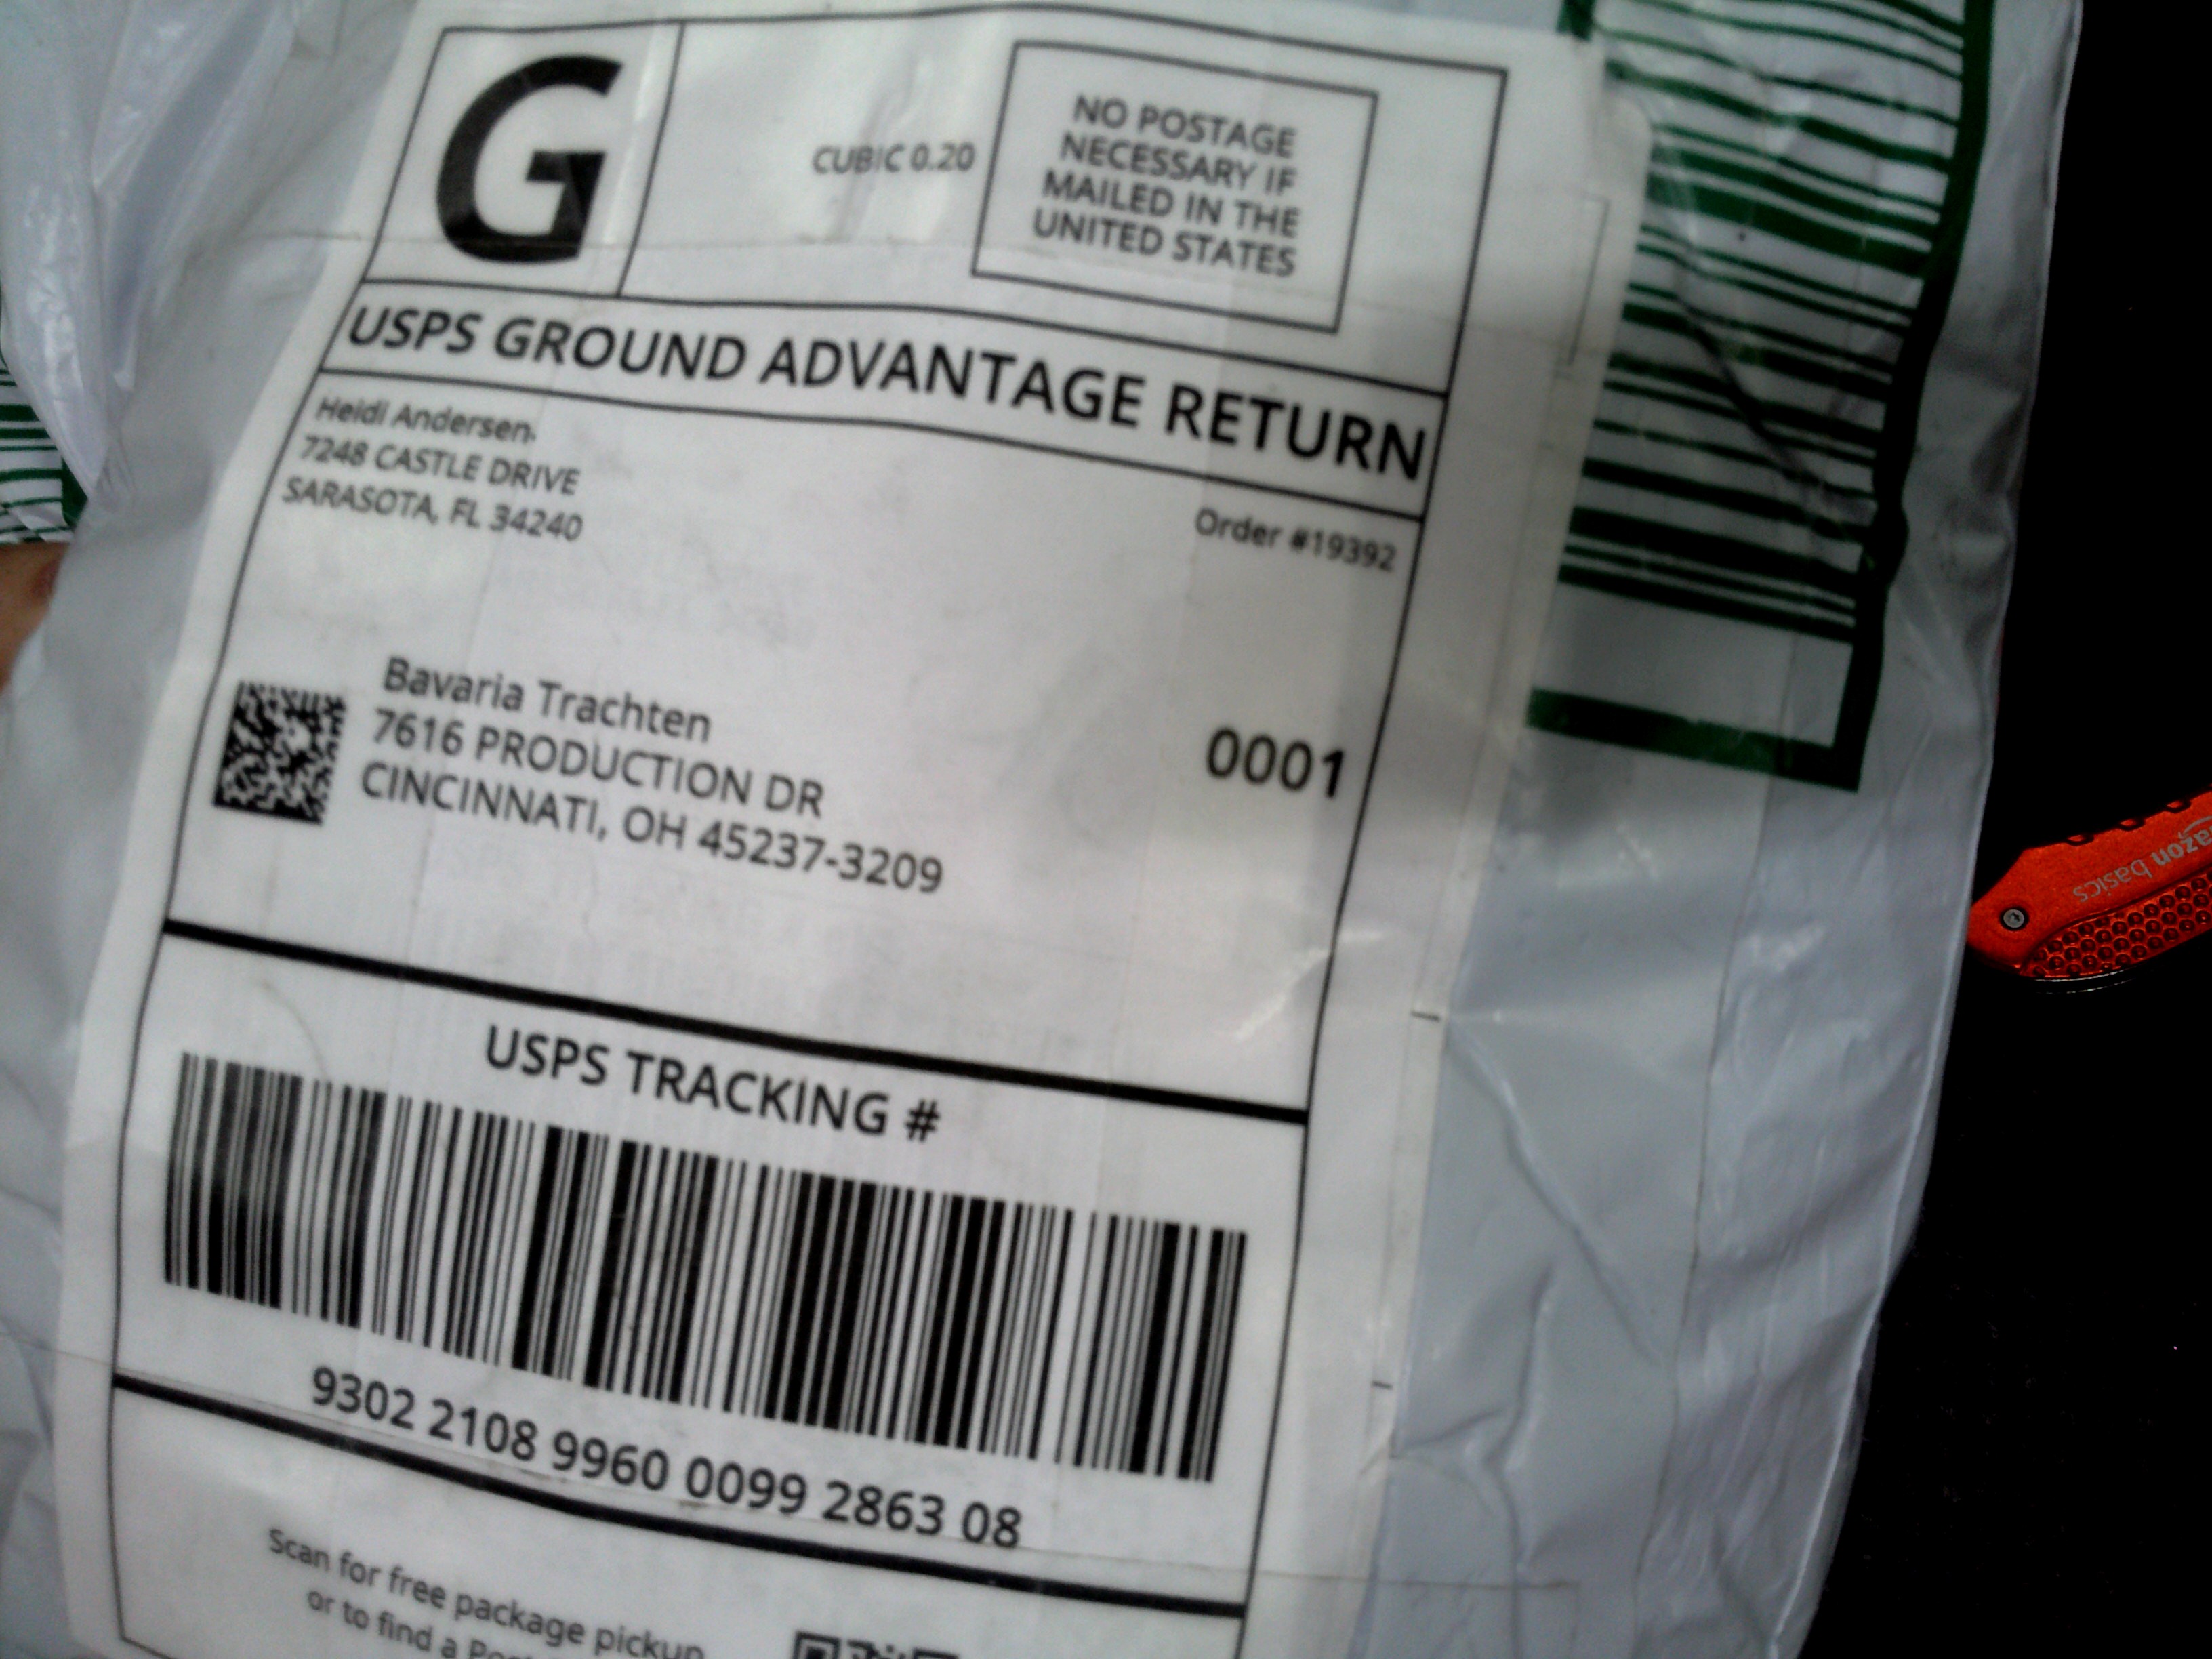 G
CUBIC 0.20
NO POSTAGE
NECESSARY IF
MAILED IN THE
UNITED STATES
USPS GROUND ADVANTAGE RETURN
Heidi Andersen.
7248 CASTLE DRIVE
SARASOTA, FL 34240
Order #19392
Bavaria Trachten
7616 PRODUCTION DR
CINCINNATI, OH 45237-3209
0001
USPS TRACKING #
9302 2108 9960 0099 2863 08
Scan for free package pickup
or to find a
azon basics